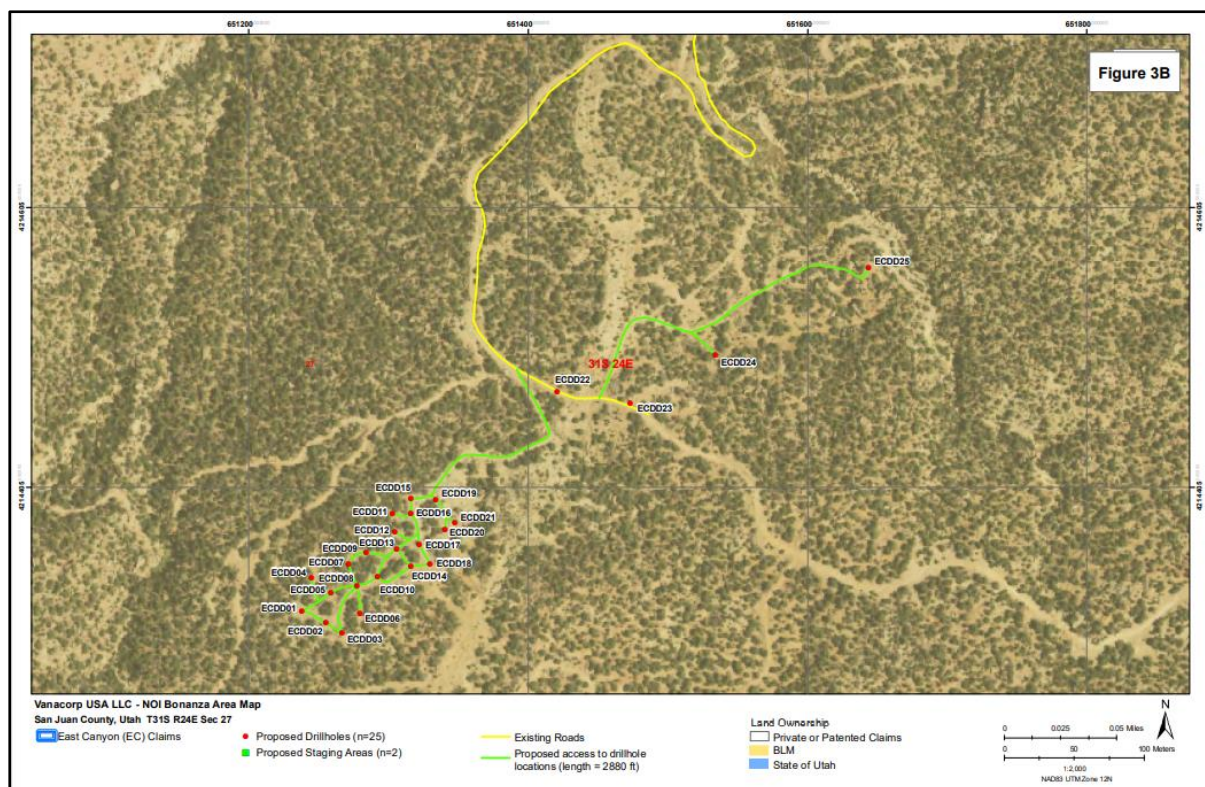 651200
651400
651600
651800
Figure 3B
4214605
4214605
ECDD25
27
31S 24E
ECDD24
ECDD22
ECDD23
4214405
4214405
ECDD15
ECDD19
ECDD11
ECDD16
ECDD21
ECDD12
ECDD20
ECDD13
ECDD17
ECDD09
ECDD07
ECDD18
ECDD04
ECDD08
ECDD14
ECDD05
ECDD10
ECDD01
ECDD06
ECDD02
ECDD03
Vanacorp USA LLC - NOI Bonanza Area Map
San Juan County, Utah T31S R24E Sec 27
East Canyon (EC) Claims
Proposed Drillholes (n=25)
Proposed Staging Areas (n=2)
Existing Roads
Proposed access to drillhole
locations (length = 2880 ft)
Land Ownership
Private or Patented Claims
BLM
State of Utah
N
0 0.025 0.05 Miles
0 50 100 Meters
1:2,000
NAD83 UTM Zone 12N